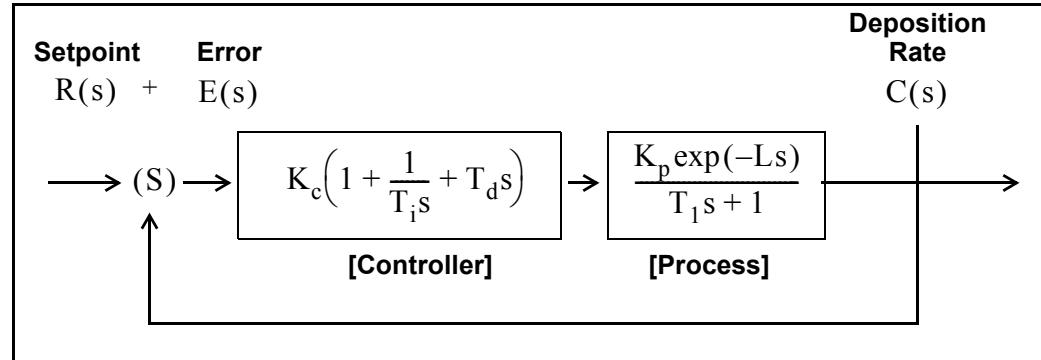 Deposition
Rate
Setpoint Error
R(s) + E(s) C(s)
(S) K_c(1 + 1/(T_i s) + T_d s) K_p exp(–Ls)/(T_1 s + 1)
[Controller] [Process]